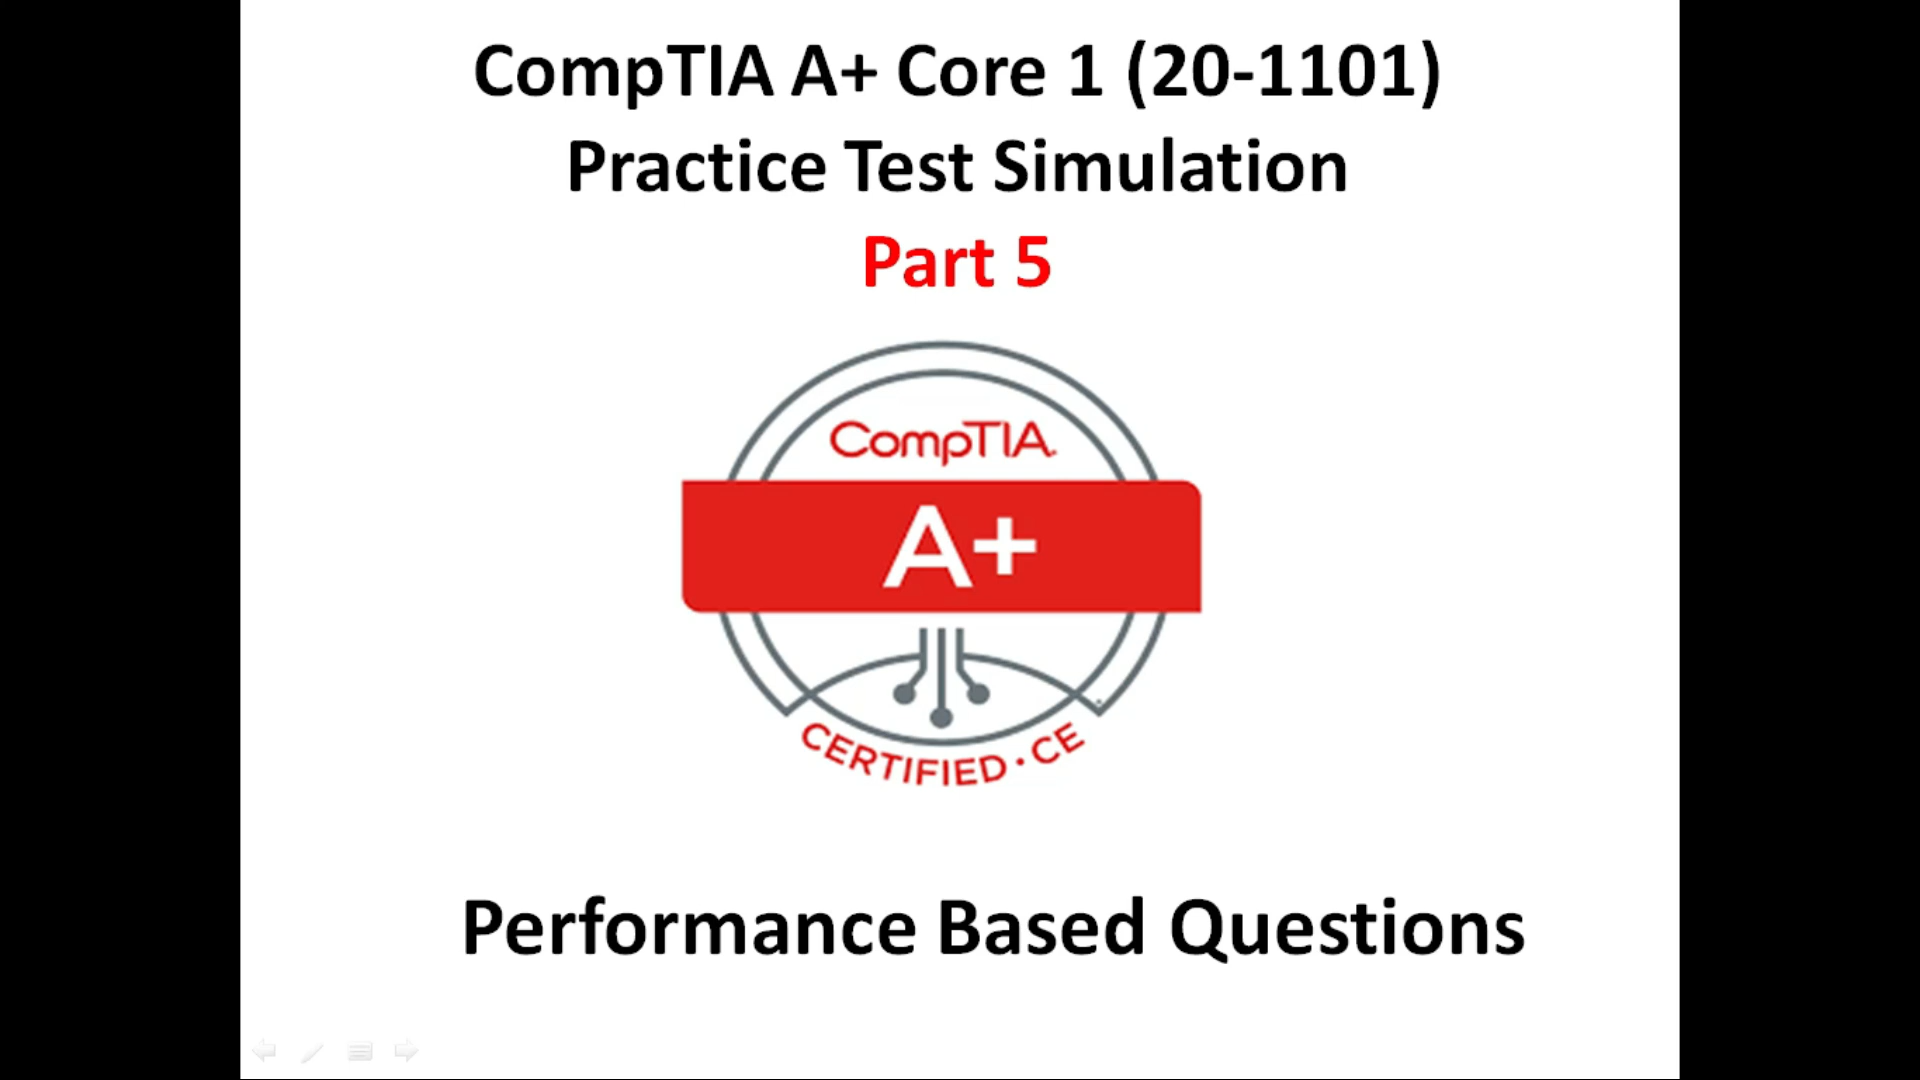 CompTIA A+ Core 1 (20-1101)
Practice Test Simulation
Part 5
CompTIA.
A+
CERTIFIED • CE
Performance Based Questions